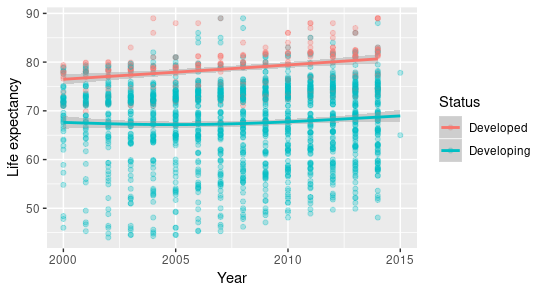 90
80
70
60
50
Life expectancy
2000
2005
2010
2015
Year
Status
Developed
Developing